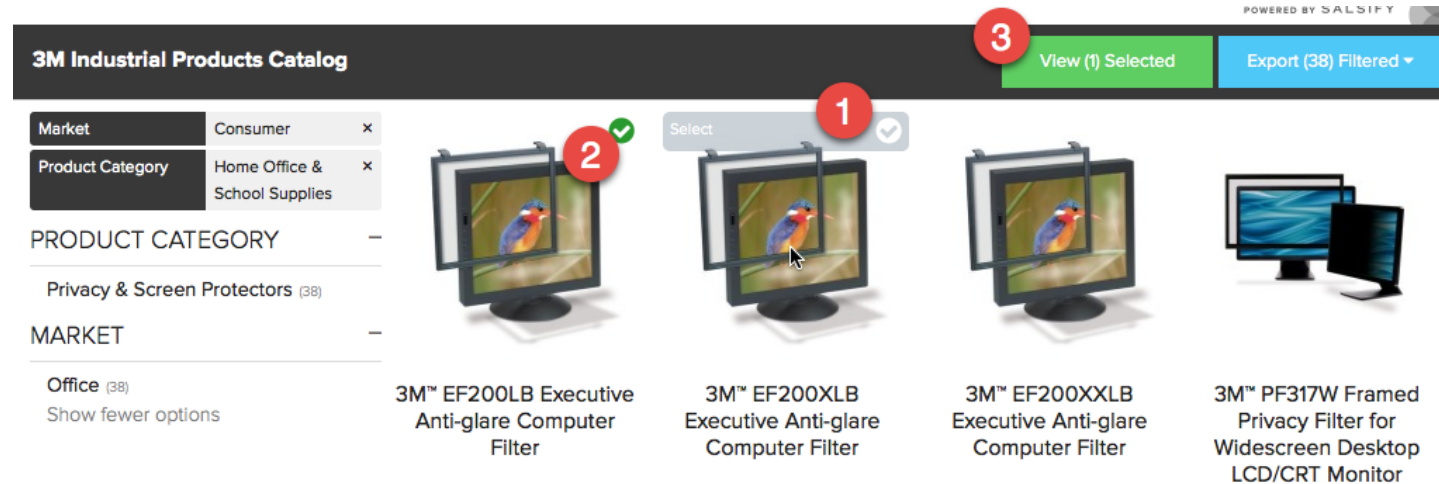 POWERED BY SALSIFY
3M Industrial Products Catalog
3
View (1) Selected
Export (38) Filtered
Market
Consumer ×
Product Category
Home Office &
School Supplies
×
PRODUCT CATEGORY –
Privacy & Screen Protectors (38)
MARKET –
Office (38)
Show fewer options
2
Select
1
3M™ EF200LB Executive
Anti-glare Computer
Filter
3M™ EF200XLB
Executive Anti-glare
Computer Filter
3M™ EF200XXLB
Executive Anti-glare
Computer Filter
3M™ PF317W Framed
Privacy Filter for
Widescreen Desktop
LCD/CRT Monitor